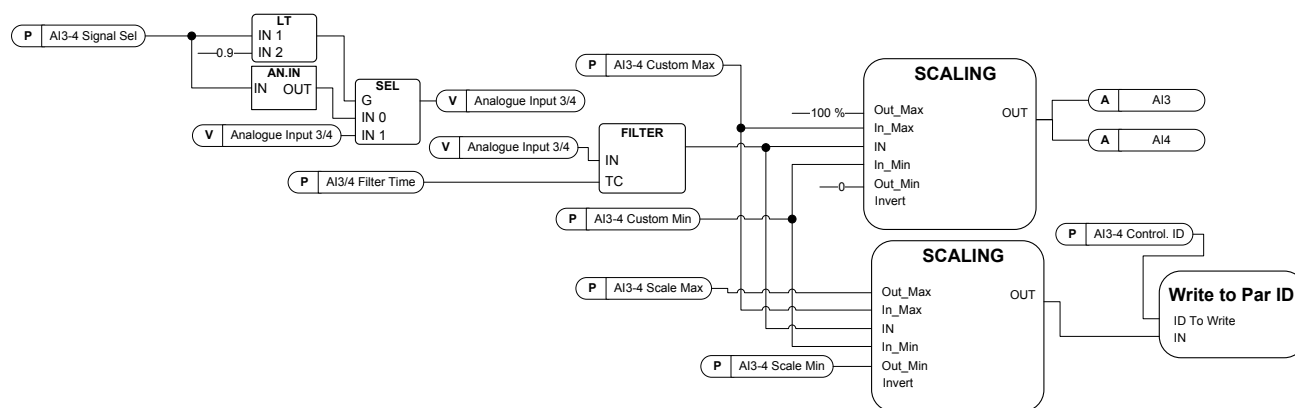 LT
P AI3-4 Signal Sel
IN 1
0.9 IN 2
AN.IN
IN OUT
SEL
G
IN 0
IN 1
V Analogue Input 3/4
V Analogue Input 3/4
P AI3-4 Custom Max
FILTER
V Analogue Input 3/4
IN
TC
P AI3/4 Filter Time
P AI3-4 Custom Min
SCALING
100 % Out_Max
In_Max
IN
In_Min
0 Out_Min
Invert
OUT
A AI3
A AI4
P AI3-4 Scale Max
P AI3-4 Scale Min
SCALING
Out_Max
In_Max
IN
In_Min
Out_Min
Invert
OUT
P AI3-4 Control. ID
Write to Par ID
ID To Write
IN